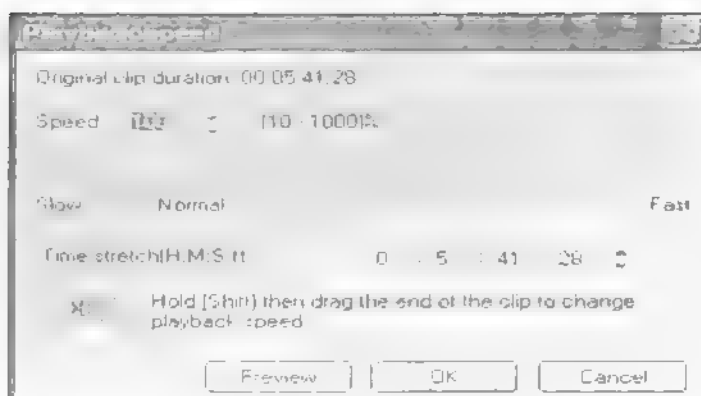 Playback Speed
Original clip duration: 00:05:41.28
Speed 100 (10 - 1000)%
Slow Normal Fast
Time stretch(H:M:S:f): 0 : 5 : 41 : 28
Hold [Shift] then drag the end of the clip to change
playback speed
Preview OK Cancel